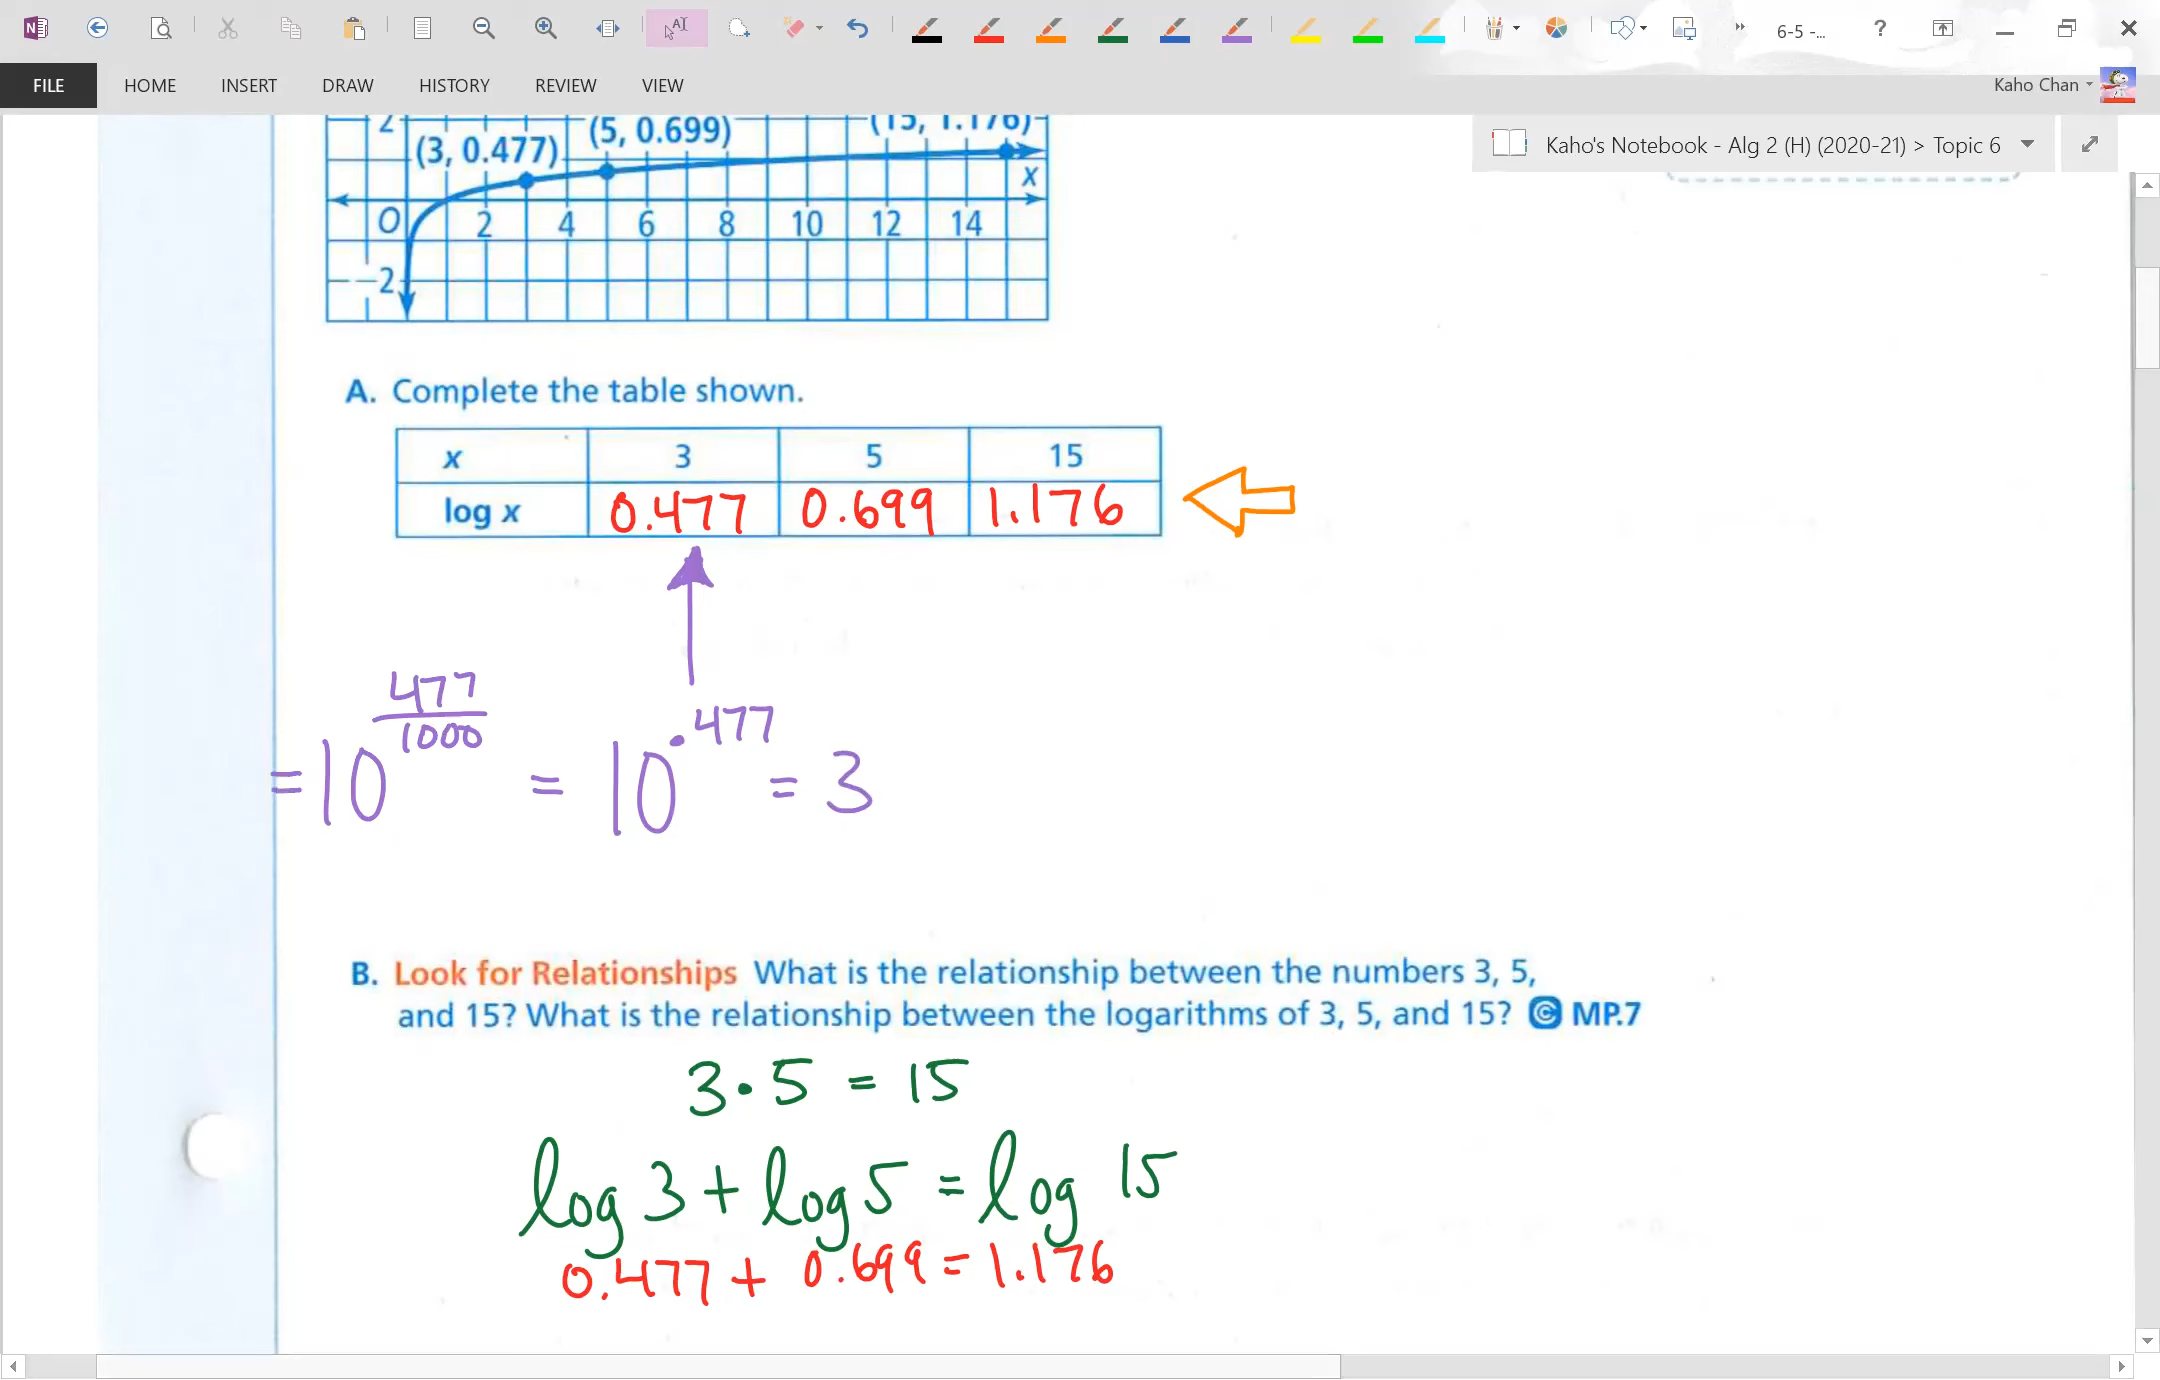 6-5 -...
?
FILE HOME INSERT DRAW HISTORY REVIEW VIEW
Kaho Chan
Kaho's Notebook - Alg 2 (H) (2020-21) > Topic 6
2
(3, 0.477)
(5, 0.699)
(15, 1.176)
x
O 2 4 6 8 10 12 14
-2
A. Complete the table shown.
x 3 5 15
log x 0.477 0.699 1.176
= 10^(477/1000) = 10^.477 = 3
B. Look for Relationships What is the relationship between the numbers 3, 5,
and 15? What is the relationship between the logarithms of 3, 5, and 15? © MP.7
3 · 5 = 15
log 3 + log 5 = log 15
0.477 + 0.699 = 1.176